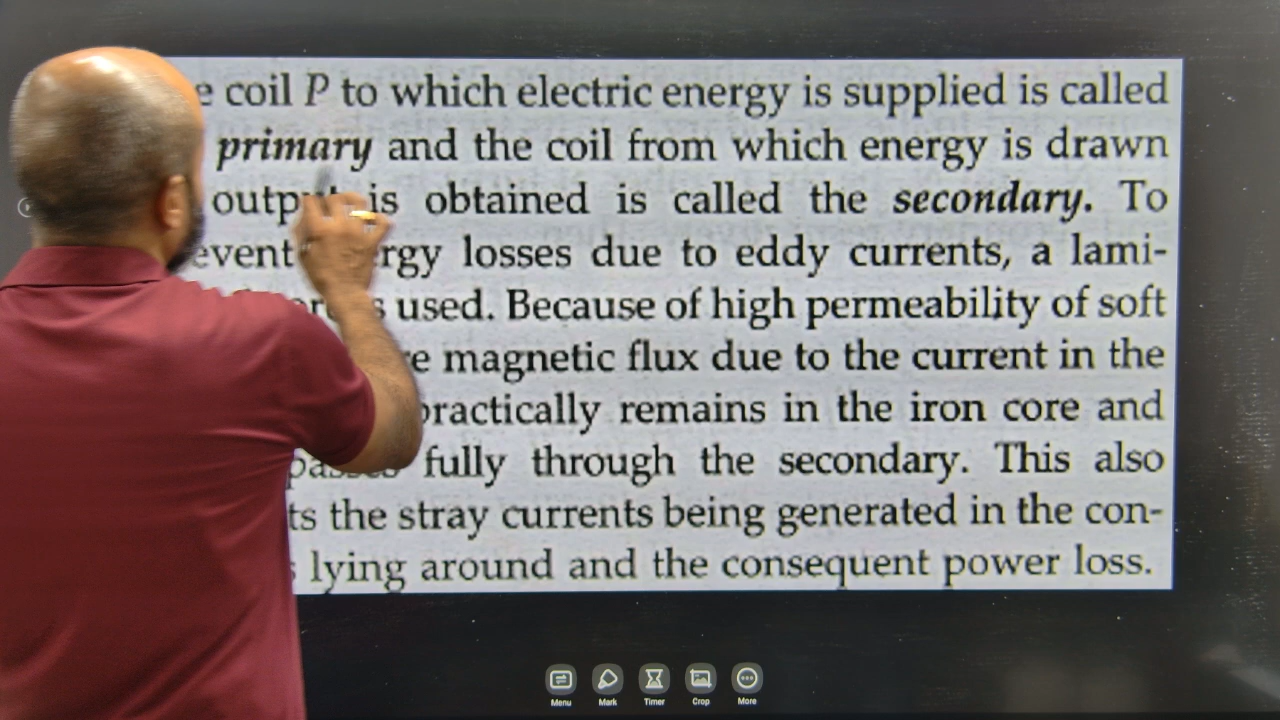 coil P to which electric energy is supplied is called
primary and the coil from which energy is drawn
output is obtained is called the secondary. To
losses due to eddy currents, a lami-
used. Because of high permeability of soft
magnetic flux due to the current in the
practically remains in the iron core and
fully through the secondary. This also
the stray currents being generated in the con-
lying around and the consequent power loss.
Menu Mark Timer Crop More